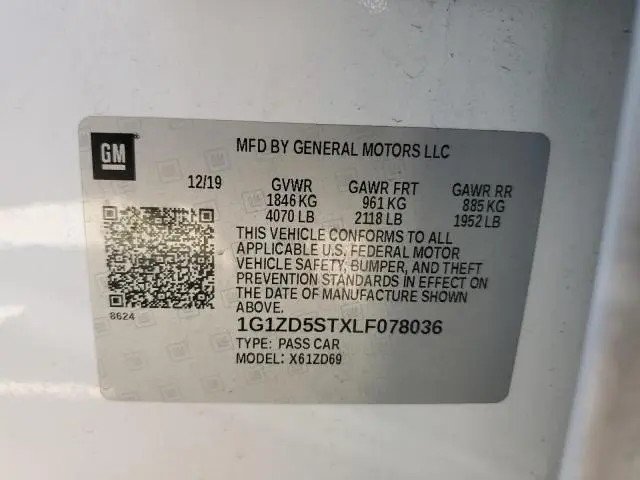 GM
MFD BY GENERAL MOTORS LLC
12/19 GVWR GAWR FRT GAWR RR
1846 KG 961 KG 885 KG
4070 LB 2118 LB 1952 LB
THIS VEHICLE CONFORMS TO ALL
APPLICABLE U.S. FEDERAL MOTOR
VEHICLE SAFETY, BUMPER, AND THEFT
PREVENTION STANDARDS IN EFFECT ON
THE DATE OF MANUFACTURE SHOWN
ABOVE.
8624
1G1ZD5STXLF078036
TYPE: PASS CAR
MODEL: X61ZD69